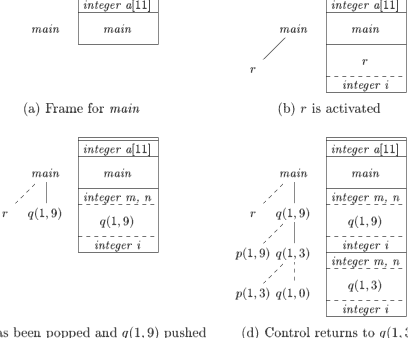 integer a[11]
main
main
(a) Frame for main
integer a[11]
main
main
r
r
integer i
(b) r is activated
integer a[11]
main
main
integer m, n
r
q(1,9)
q(1,9)
integer i
as been popped and q(1,9) pushed
integer a[11]
main
main
integer m, n
r
q(1,9)
q(1,9)
integer i
p(1,9)
q(1,3)
integer m, n
q(1,3)
p(1,3)
q(1,0)
integer i
(d) Control returns to q(1,3